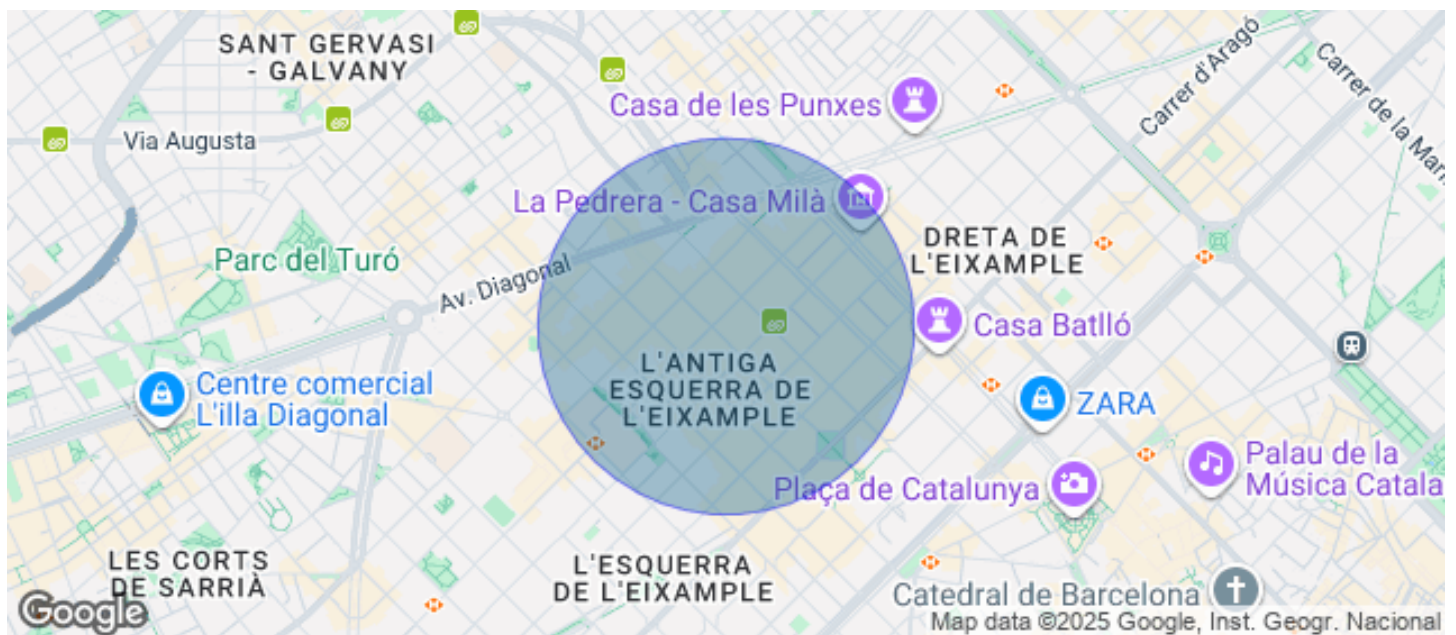 SANT GERVASI
- GALVANY
Casa de les Punxes
Carrer d'Aragó
Carrer de la Mar
Via Augusta
La Pedrera - Casa Milà
DRETA DE
L'EIXAMPLE
Parc del Turó
Av. Diagonal
Casa Batlló
L'ANTIGA
ESQUERRA DE
L'EIXAMPLE
Centre comercial
L'illa Diagonal
ZARA
Palau de la
Música Catala
Plaça de Catalunya
LES CORTS
DE SARRIÀ
L'ESQUERRA
DE L'EIXAMPLE
Catedral de Barcelona
Google
Map data ©2025 Google, Inst. Geogr. Nacional